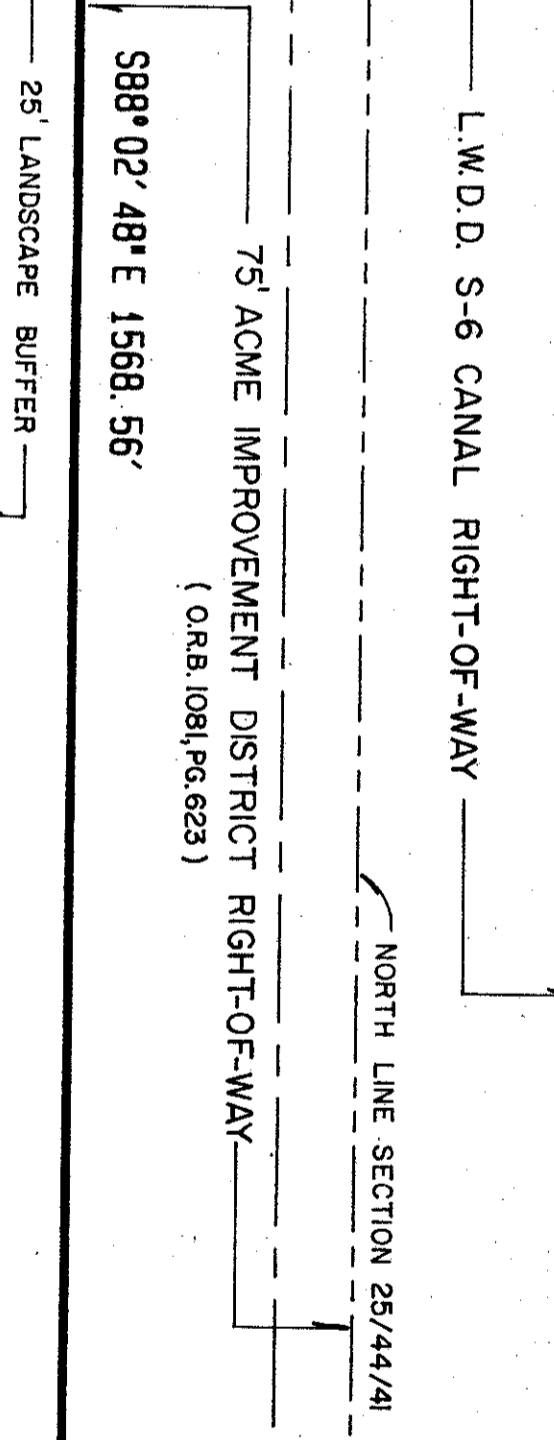 L.W.D.D. S-6 CANAL RIGHT-OF-WAY
NORTH LINE SECTION 25/44/41
75' ACME IMPROVEMENT DISTRICT RIGHT-OF-WAY
( O.R.B. 1081, PG. 623 )
S88° 02' 48" E 1568.56'
25' LANDSCAPE BUFFER